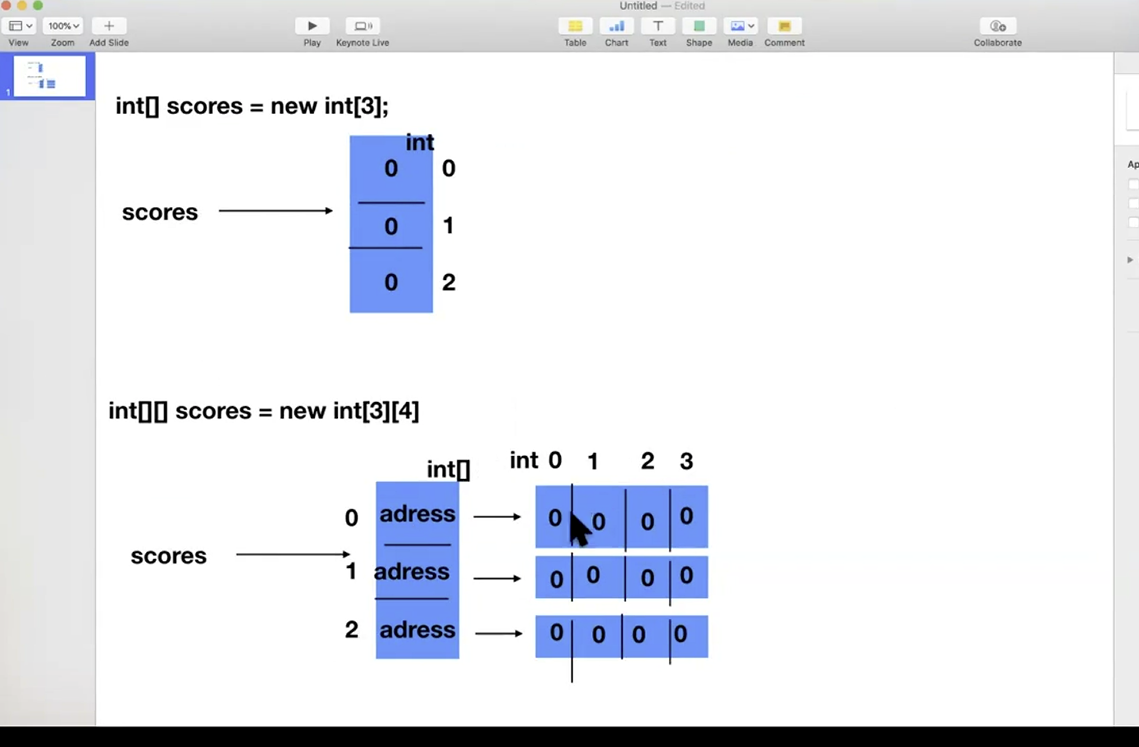 Untitled — Edited
100%
View Zoom Add Slide Play Keynote Live Table Chart Text Shape Media Comment Collaborate
1
int[] scores = new int[3];
int
0 0
scores
0 1
0 2
int[][] scores = new int[3][4]
int[] int 0 1 2 3
0 adress 0 0 0 0
scores
1 adress 0 0 0 0
2 adress 0 0 0 0
Ap